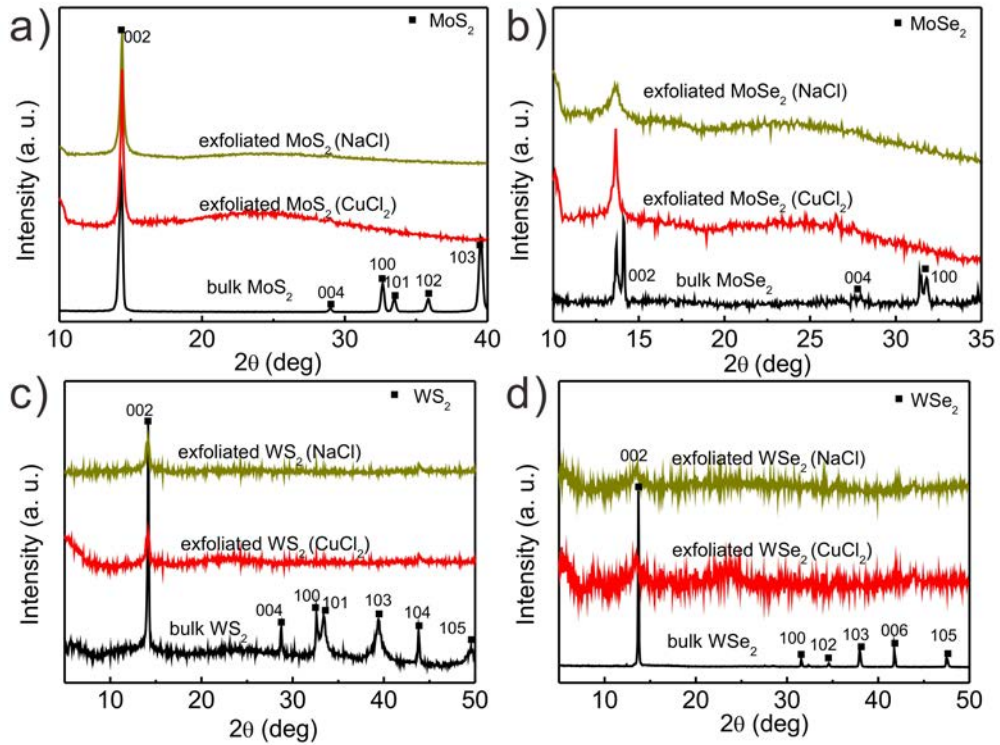 a)
■ MoS2
002
exfoliated MoS2 (NaCl)
exfoliated MoS2 (CuCl2)
bulk MoS2
004
100
101
102
103
Intensity (a. u.)
10 20 30 40
2θ (deg)
b)
■ MoSe2
exfoliated MoSe2 (NaCl)
exfoliated MoSe2 (CuCl2)
002
bulk MoSe2
004
100
Intensity (a. u.)
10 15 20 25 30 35
2θ (deg)
c)
■ WS2
002
exfoliated WS2 (NaCl)
exfoliated WS2 (CuCl2)
bulk WS2
004
100
101
103
104
105
Intensity (a. u.)
10 20 30 40 50
2θ (deg)
d)
■ WSe2
002
exfoliated WSe2 (NaCl)
exfoliated WSe2 (CuCl2)
bulk WSe2
100
102
103
006
105
Intensity (a. u.)
10 20 30 40 50
2θ (deg)